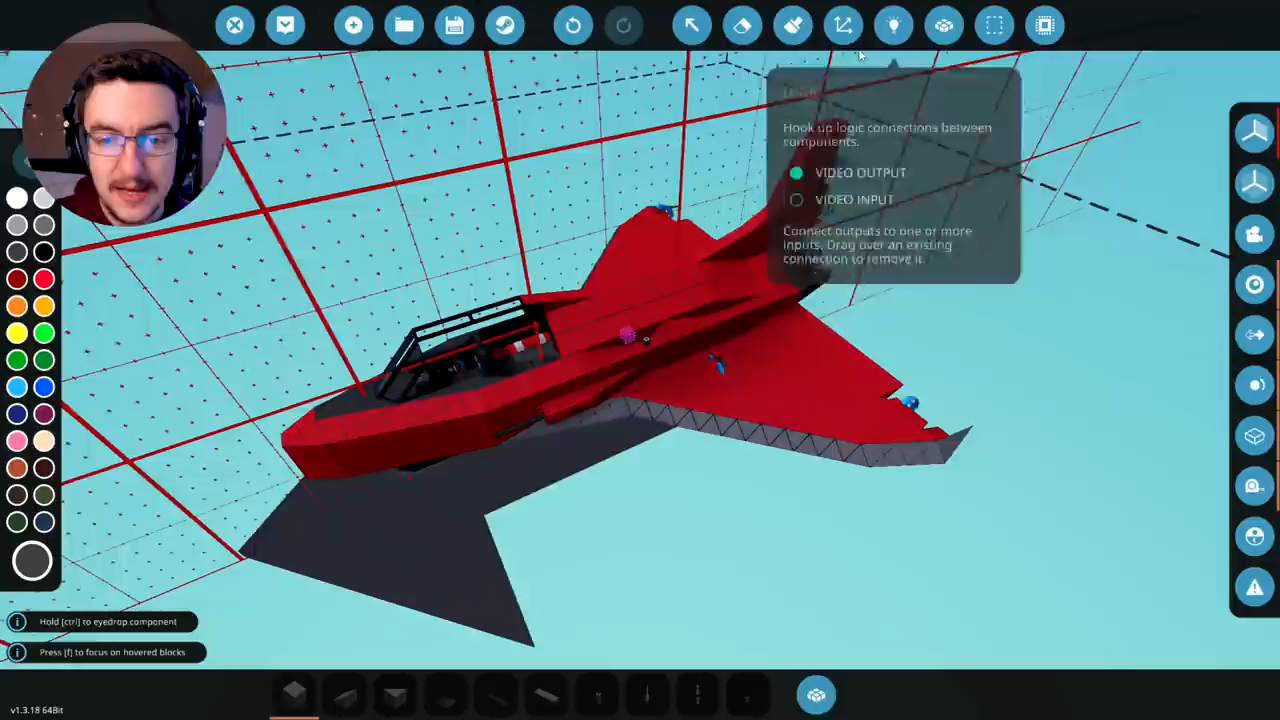 Hook up logic connections between
components.
VIDEO OUTPUT
VIDEO INPUT
Connect outputs to one or more
inputs. Drag over an existing
connection to remove it.
Hold [ctrl] to eyedrop component
Press [f] to focus on hovered blocks
v1.3.18 64Bit